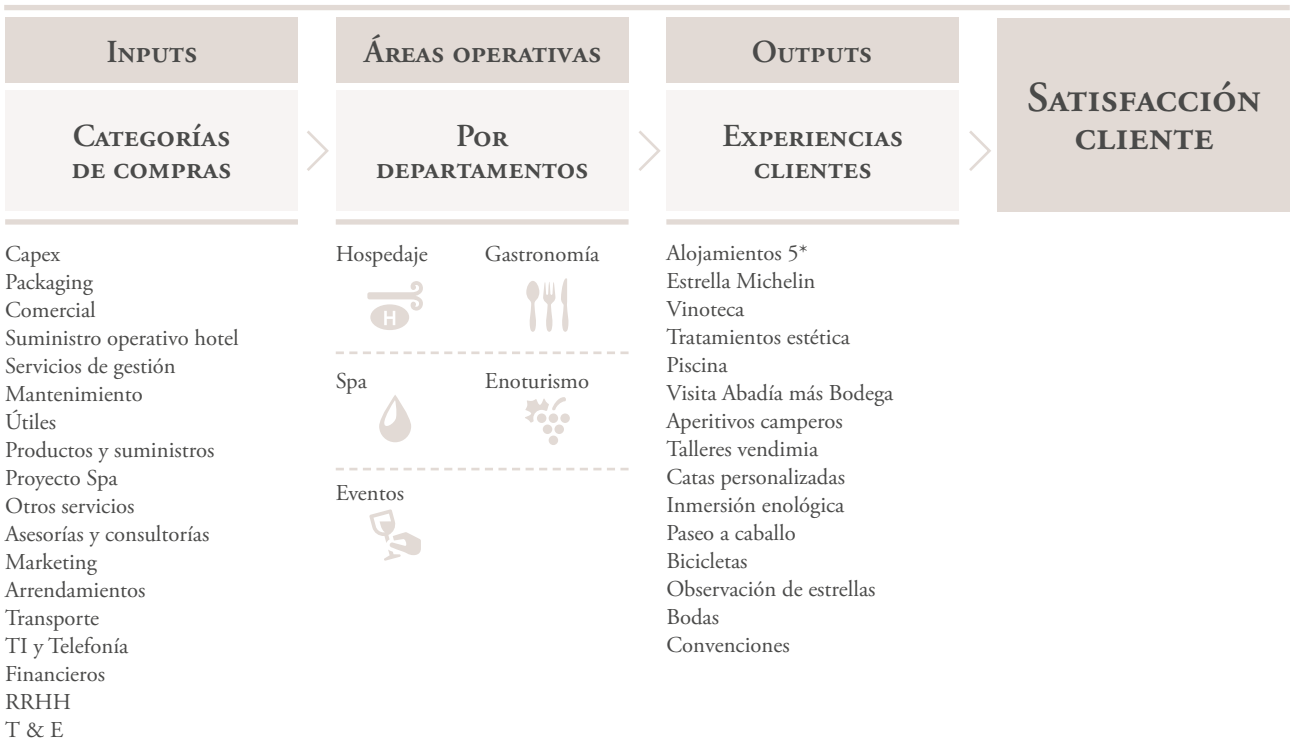 Inputs
Categorías
de compras
Capex
Packaging
Comercial
Suministro operativo hotel
Servicios de gestión
Mantenimiento
Útiles
Productos y suministros
Proyecto Spa
Otros servicios
Asesorías y consultorías
Marketing
Arrendamientos
Transporte
TI y Telefonía
Financieros
RRHH
T & E
Áreas operativas
Por
departamentos
Hospedaje
H
Gastronomía
Spa
Enoturismo
Eventos
Outputs
Experiencias
clientes
Alojamientos 5*
Estrella Michelin
Vinoteca
Tratamientos estética
Piscina
Visita Abadía más Bodega
Aperitivos camperos
Talleres vendimia
Catas personalizadas
Inmersión enológica
Paseo a caballo
Bicicletas
Observación de estrellas
Bodas
Convenciones
Satisfacción
cliente